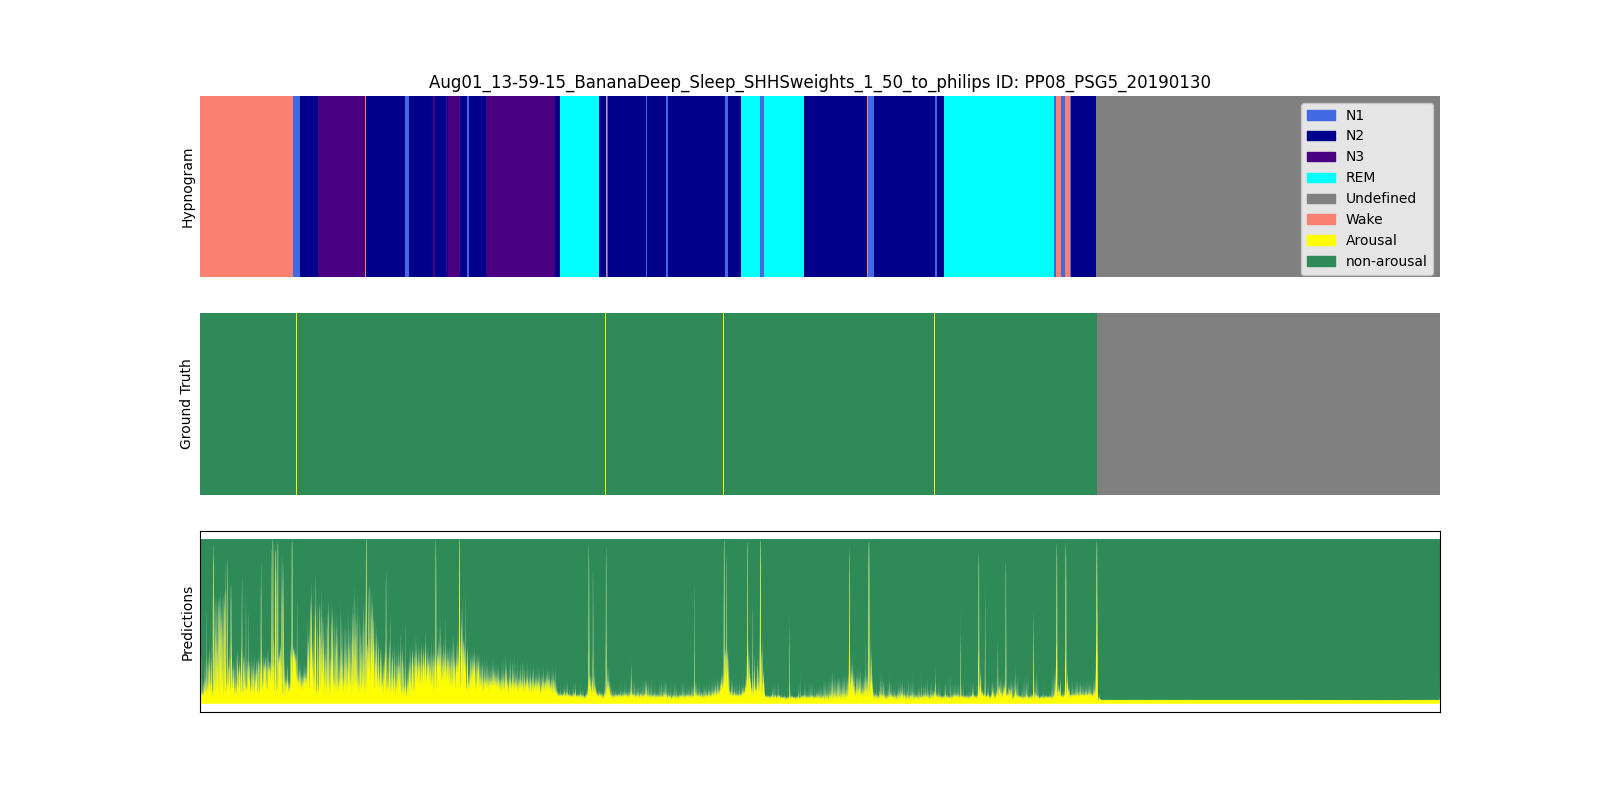 Aug01_13-59-15_BananaDeep_Sleep_SHHSweights_1_50_to_philips ID: PP08_PSG5_20190130
Hypnogram
N1
N2
N3
REM
Undefined
Wake
Arousal
non-arousal
Ground Truth
Predictions